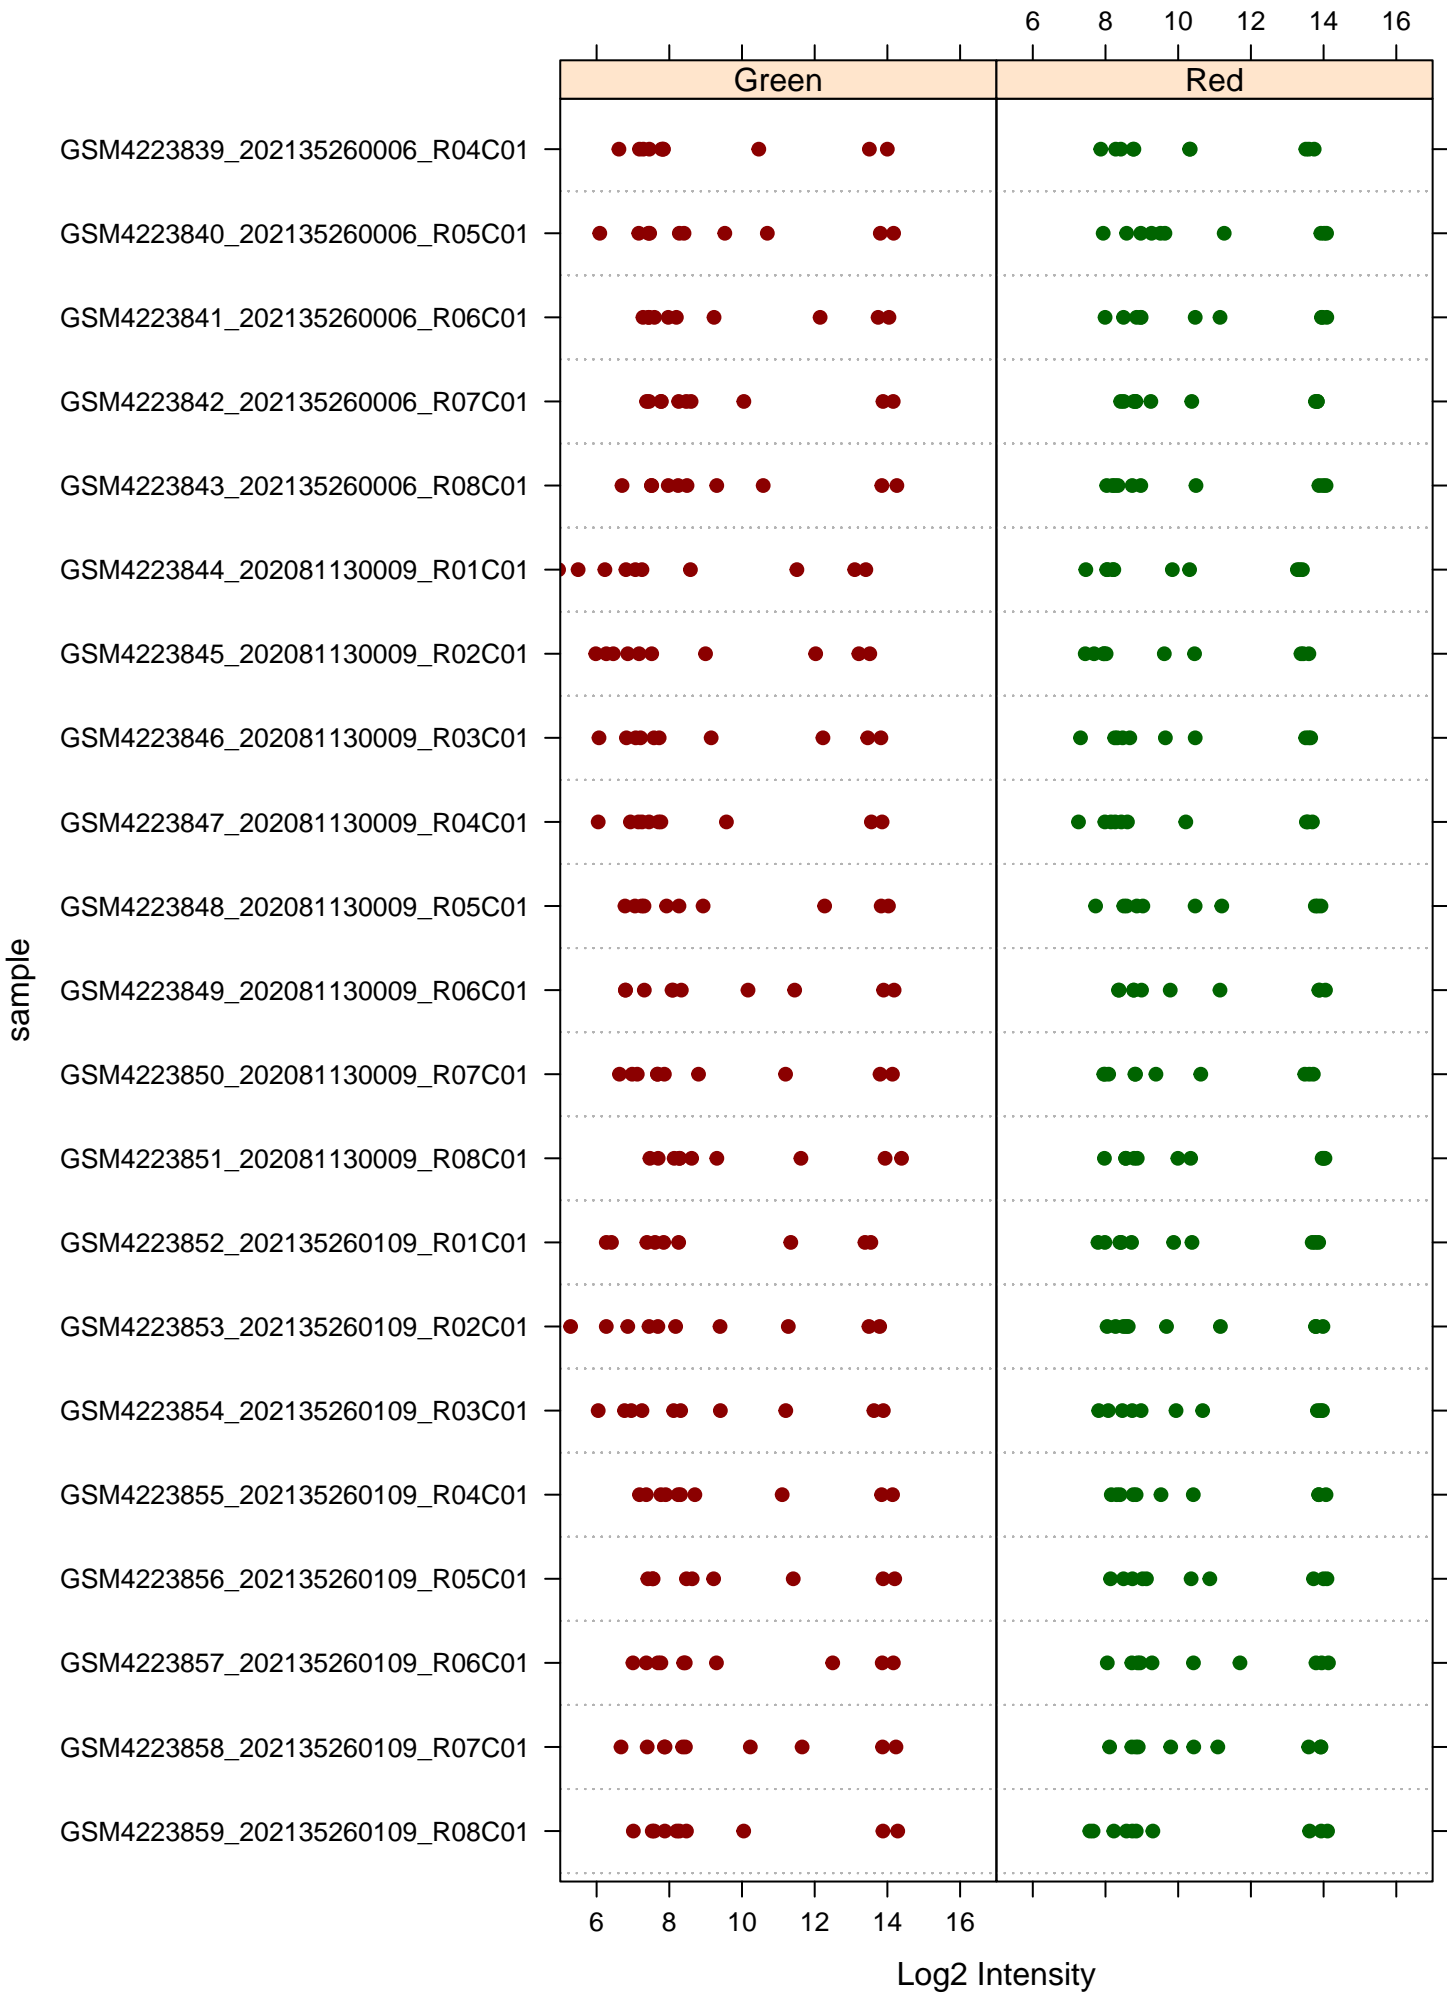 6 8 10 12 14 16
Green Red
GSM4223839_202135260006_R04C01
GSM4223840_202135260006_R05C01
GSM4223841_202135260006_R06C01
GSM4223842_202135260006_R07C01
GSM4223843_202135260006_R08C01
GSM4223844_202081130009_R01C01
GSM4223845_202081130009_R02C01
GSM4223846_202081130009_R03C01
GSM4223847_202081130009_R04C01
GSM4223848_202081130009_R05C01
GSM4223849_202081130009_R06C01
GSM4223850_202081130009_R07C01
GSM4223851_202081130009_R08C01
GSM4223852_202135260109_R01C01
GSM4223853_202135260109_R02C01
GSM4223854_202135260109_R03C01
GSM4223855_202135260109_R04C01
GSM4223856_202135260109_R05C01
GSM4223857_202135260109_R06C01
GSM4223858_202135260109_R07C01
GSM4223859_202135260109_R08C01
sample
6 8 10 12 14 16
Log2 Intensity